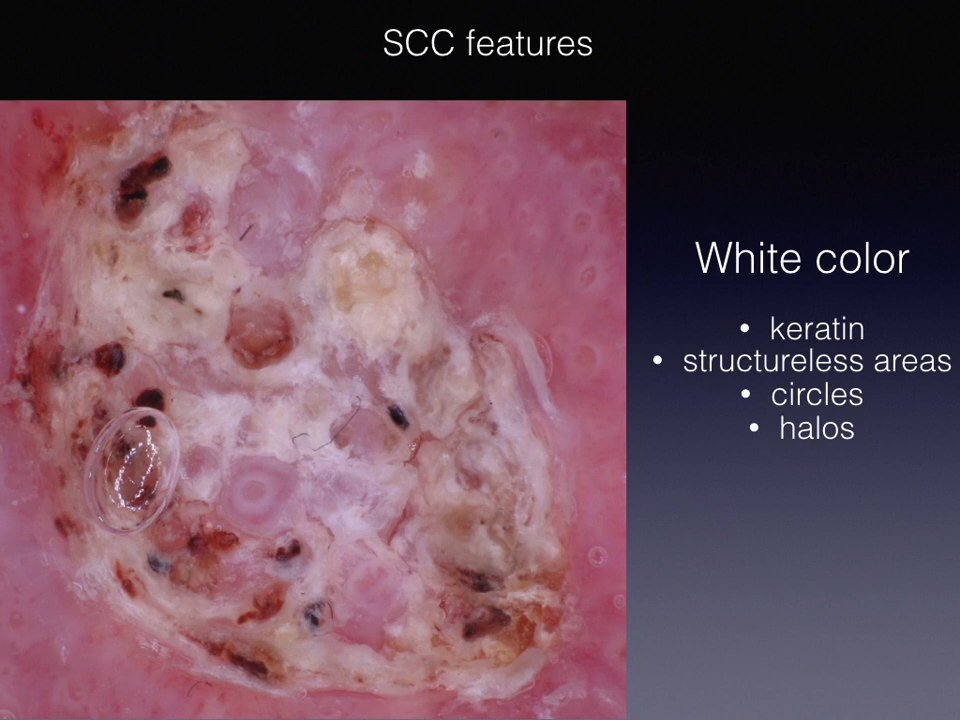 SCC features
White color
• keratin
• structureless areas
• circles
• halos